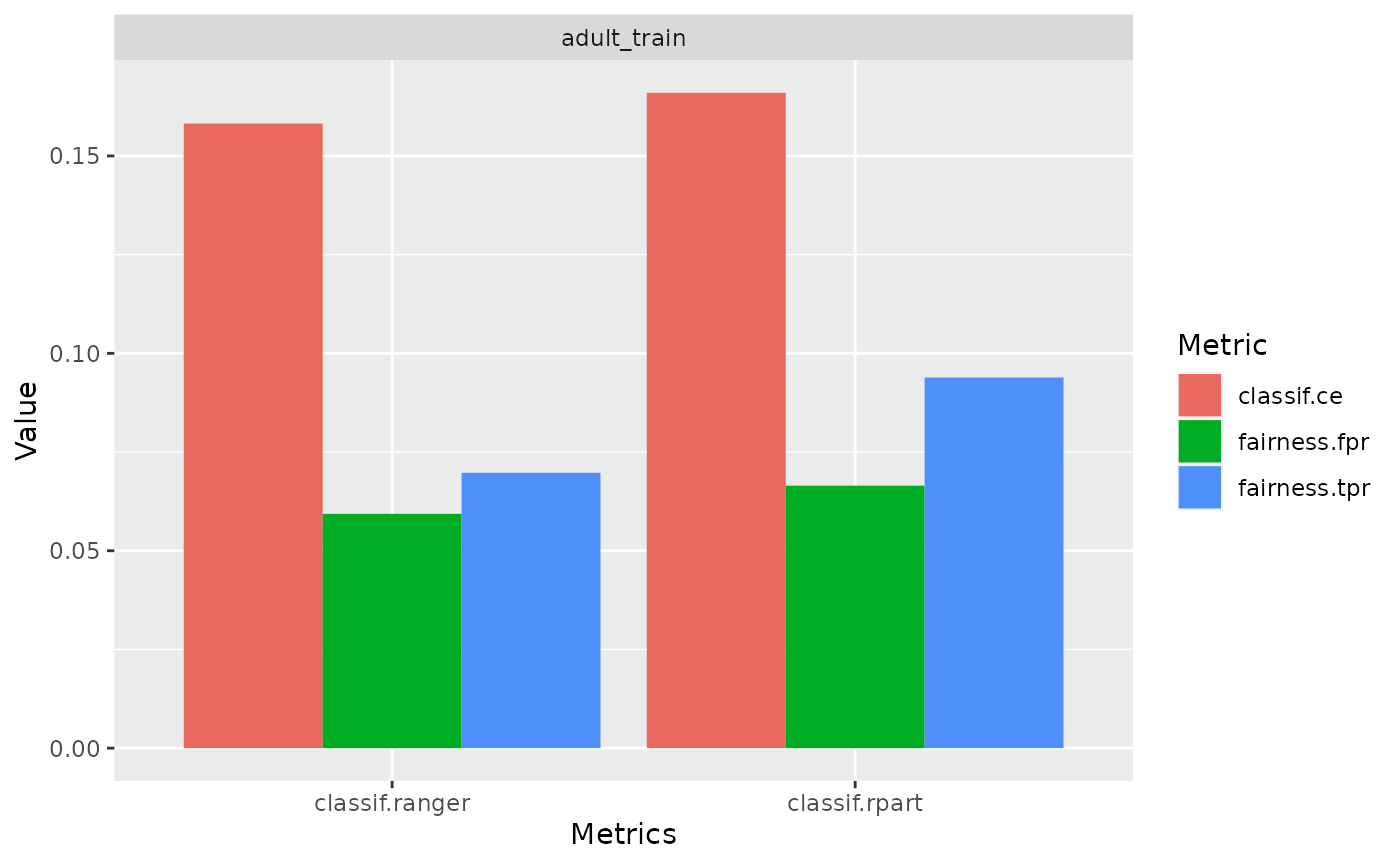 adult_train
Value
0.15
0.10
0.05
0.00
classif.ranger
classif.rpart
Metrics
Metric
classif.ce
fairness.fpr
fairness.tpr